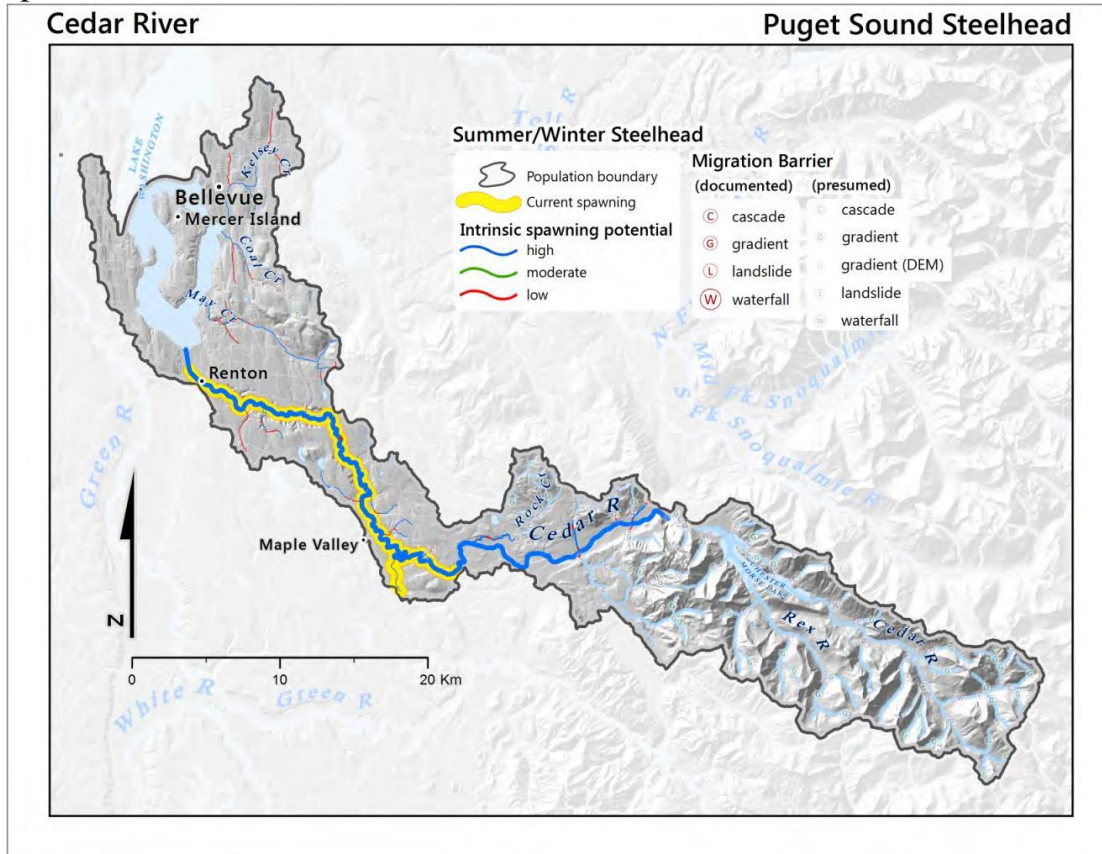 Cedar River
Puget Sound Steelhead
Summer/Winter Steelhead
Population boundary
Current spawning
Intrinsic spawning potential
high
moderate
low
Migration Barrier
(documented)
(presumed)
C cascade
G gradient
L landslide
W waterfall
cascade
gradient
gradient (DEM)
landslide
waterfall
Tolt R
LAKE
WASHINGTON
Kelsey Cr
Bellevue
Mercer Island
Coal Cr
May Cr
Renton
N F
Mid Fk Snoqualmie R
S Fk Snoqualmie R
Green R
Rock Cr
Cedar R
Maple Valley
CHESTER
MORSE LAKE
Rex R
Cedar R
N
0 10 20 Km
White R
Green R